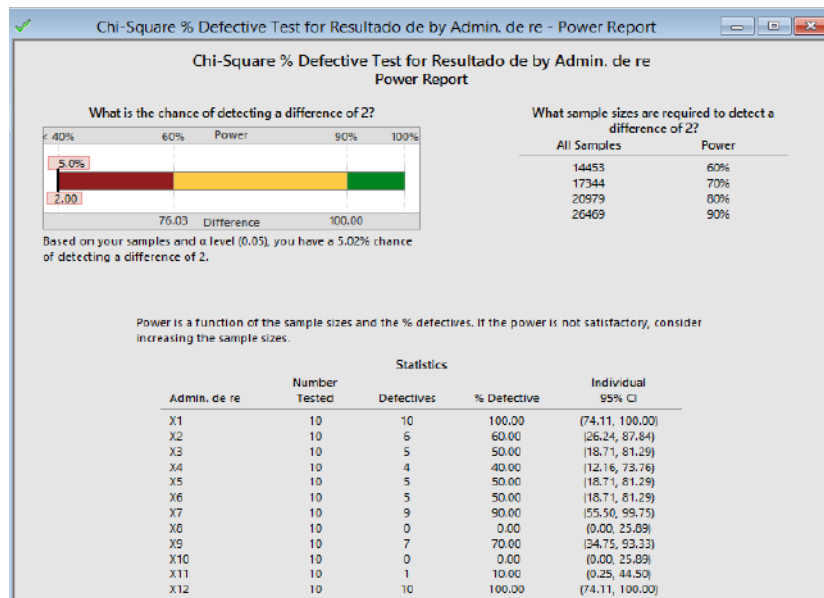 Chi-Square % Defective Test for Resultado de by Admin. de re - Power Report
Chi-Square % Defective Test for Resultado de by Admin. de re
Power Report
What is the chance of detecting a difference of 2?
< 40% 60% Power 90% 100%
5.0%
2.00
76.03 Difference 100.00
Based on your samples and α level (0.05), you have a 5.02% chance
of detecting a difference of 2.
What sample sizes are required to detect a
difference of 2?
All Samples Power
14453 60%
17344 70%
20979 80%
26469 90%
Power is a function of the sample sizes and the % defectives. If the power is not satisfactory, consider
increasing the sample sizes.
Statistics
Number Individual
Admin. de re Tested Defectives % Defective 95% CI
X1 10 10 100.00 (74.11, 100.00)
X2 10 6 60.00 (26.24, 87.84)
X3 10 5 50.00 (18.71, 81.29)
X4 10 4 40.00 (12.16, 73.76)
X5 10 5 50.00 (18.71, 81.29)
X6 10 5 50.00 (18.71, 81.29)
X7 10 9 90.00 (55.50, 99.75)
X8 10 0 0.00 (0.00, 25.89)
X9 10 7 70.00 (34.75, 93.33)
X10 10 0 0.00 (0.00, 25.89)
X11 10 1 10.00 (0.25, 44.50)
X12 10 10 100.00 (74.11, 100.00)